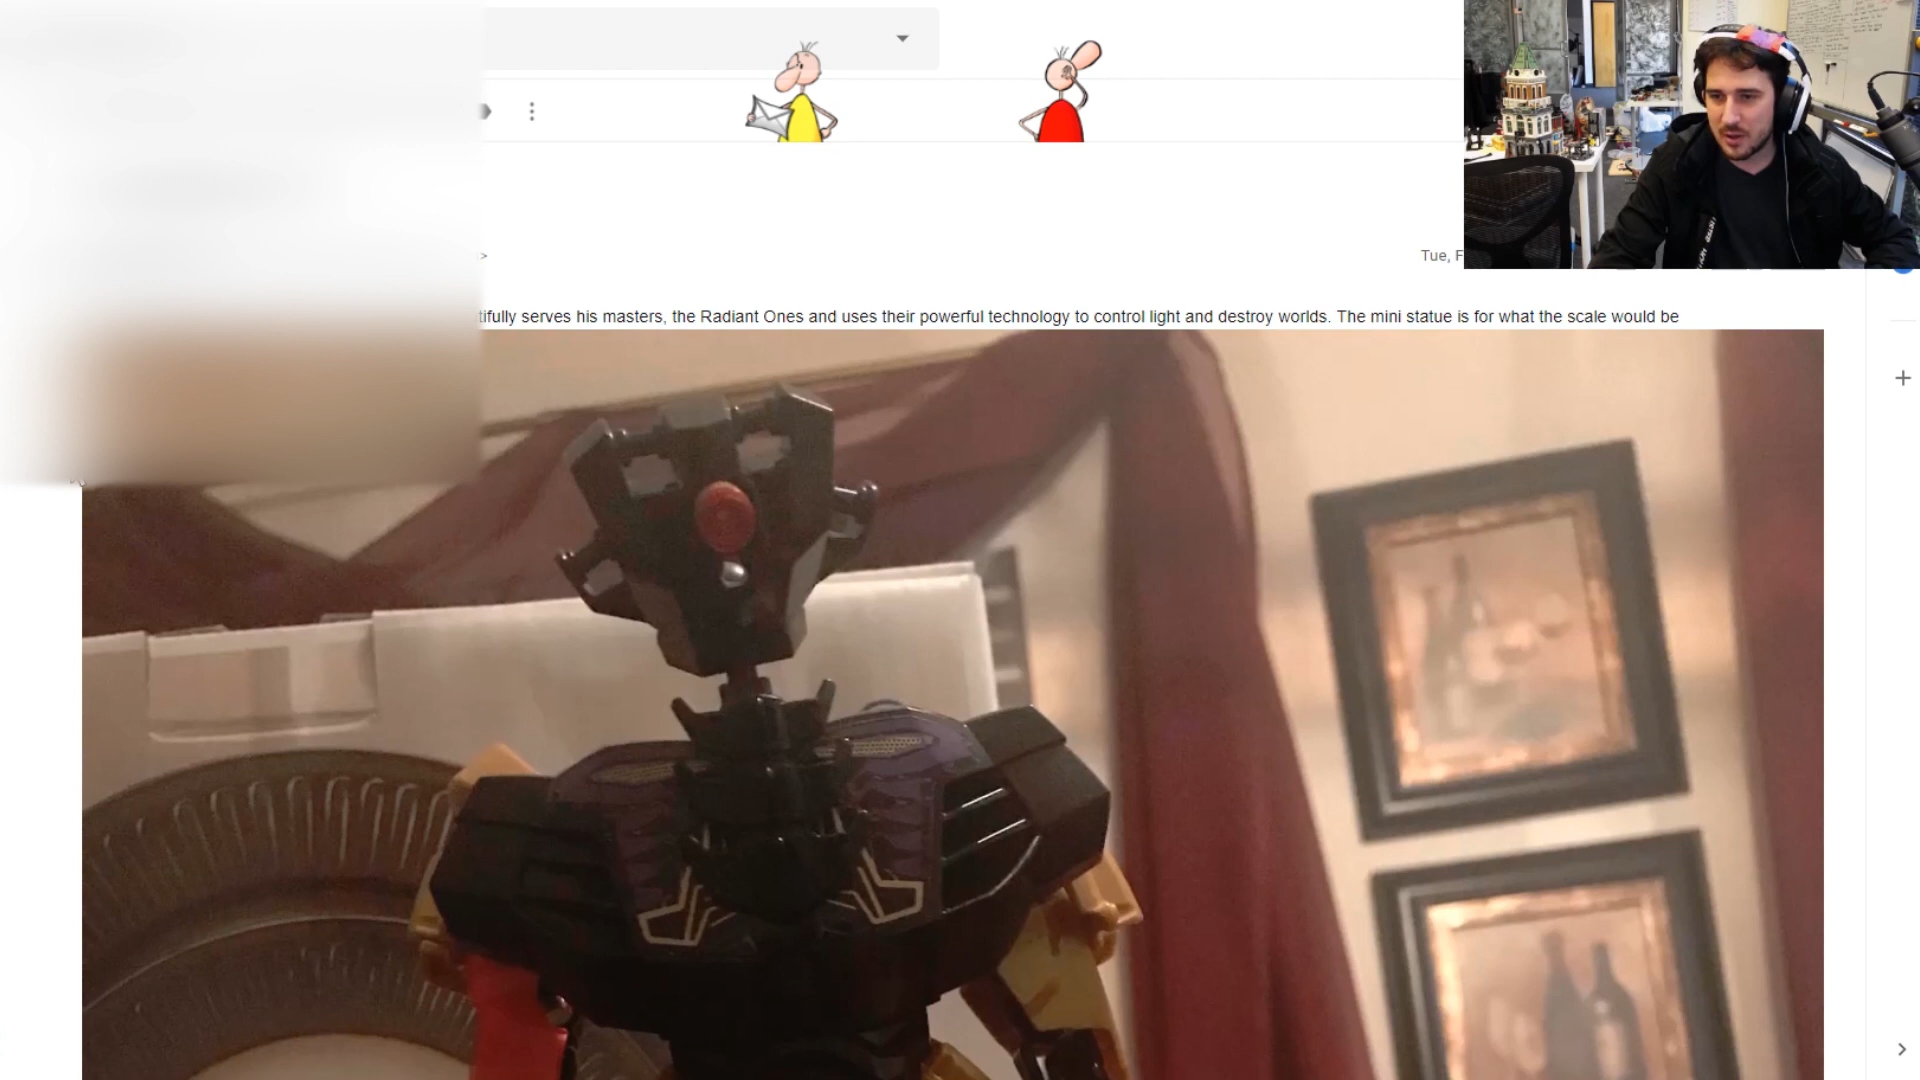 >
Tue, F
tifully serves his masters, the Radiant Ones and uses their powerful technology to control light and destroy worlds. The mini statue is for what the scale would be